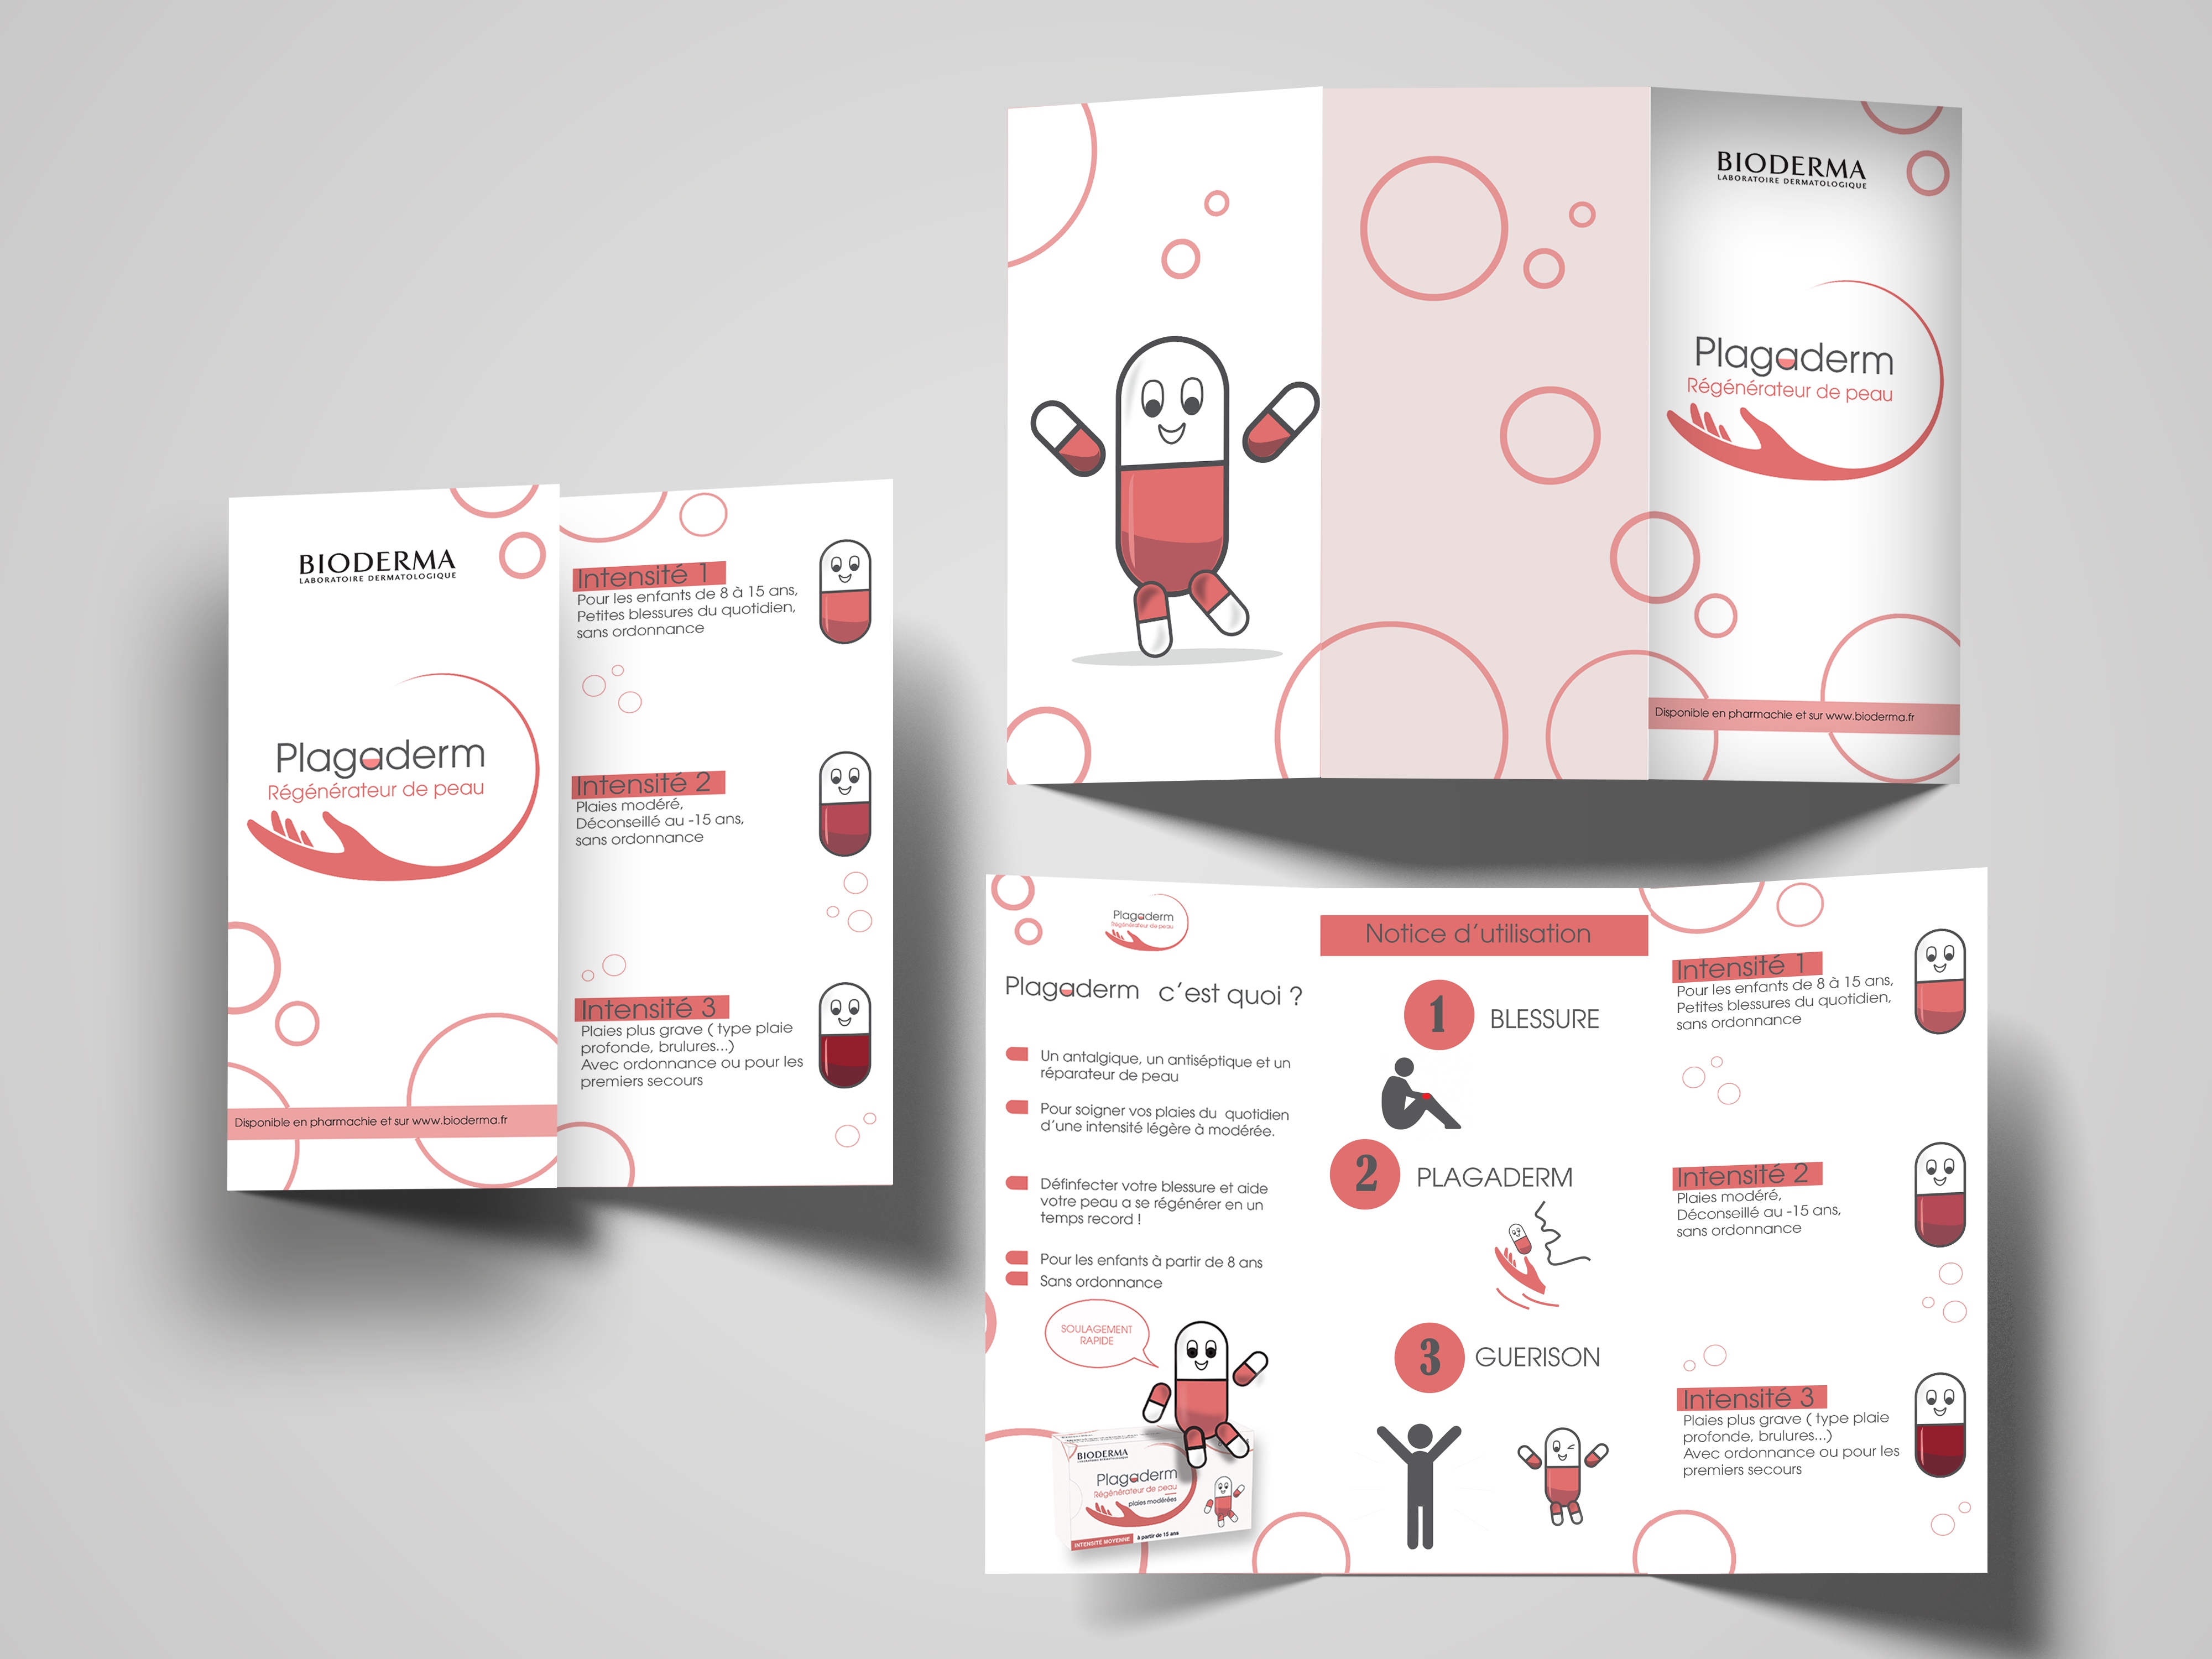 BIODERMA
LABORATOIRE DERMATOLOGIQUE
Plagaderm
Régénérateur de peau
Disponible en pharmachie et sur www.bioderma.fr
Intensité 1
Pour les enfants de 8 à 15 ans,
Petites blessures du quotidien,
sans ordonnance
Intensité 2
Plaies modéré,
Déconseillé au -15 ans,
sans ordonnance
Intensité 3
Plaies plus grave ( type plaie
profonde, brulures...)
Avec ordonnance ou pour les
premiers secours
BIODERMA
LABORATOIRE DERMATOLOGIQUE
Plagaderm
Régénérateur de peau
Disponible en pharmachie et sur www.bioderma.fr
Plagaderm
Régénérateur de peau
Plagaderm c'est quoi ?
Un antalgique, un antiséptique et un
réparateur de peau
Pour soigner vos plaies du quotidien
d'une intensité légère à modérée.
Définfecter votre blessure et aide
votre peau a se régénérer en un
temps record !
Pour les enfants à partir de 8 ans
Sans ordonnance
SOULAGEMENT
RAPIDE
BIODERMA
Plagaderm
Régénérateur de peau
plaies modérées
INTENSITÉ MOYENNE à partir de 15 ans
Notice d'utilisation
1 BLESSURE
2 PLAGADERM
3 GUERISON
Intensité 1
Pour les enfants de 8 à 15 ans,
Petites blessures du quotidien,
sans ordonnance
Intensité 2
Plaies modéré,
Déconseillé au -15 ans,
sans ordonnance
Intensité 3
Plaies plus grave ( type plaie
profonde, brulures...)
Avec ordonnance ou pour les
premiers secours